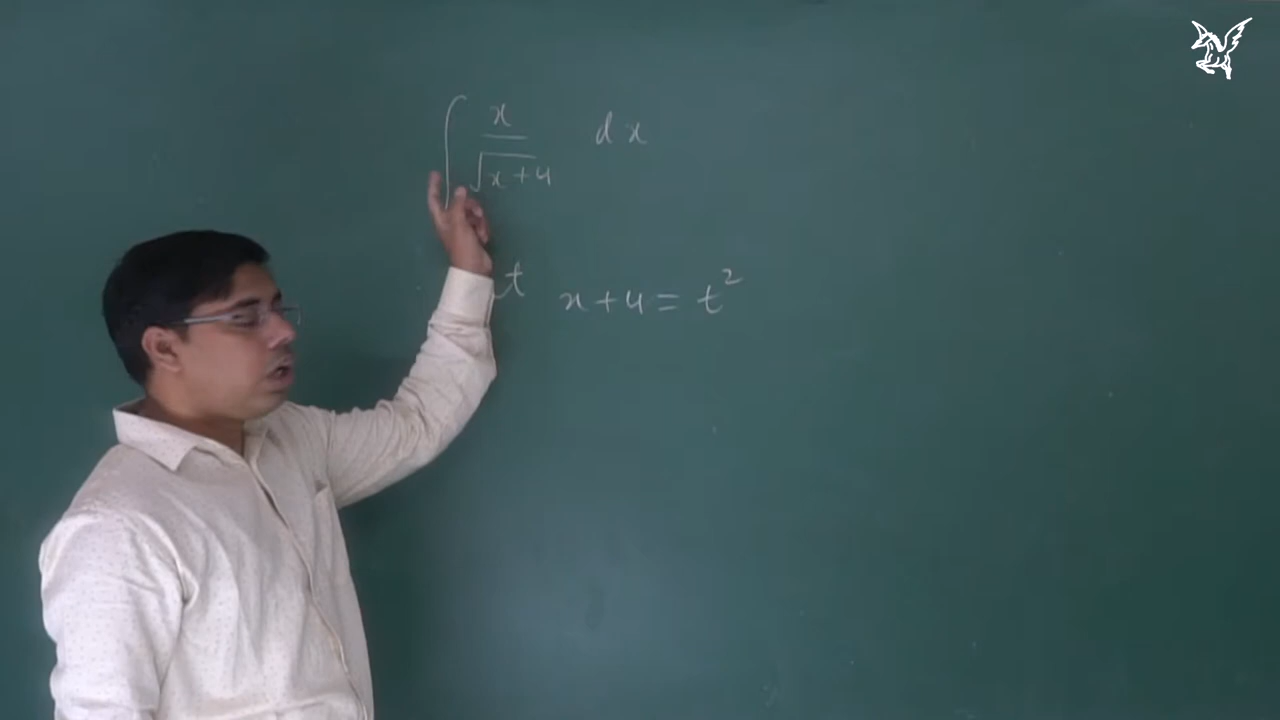 ∫ x/√(x+4) dx
t x+4 = t²